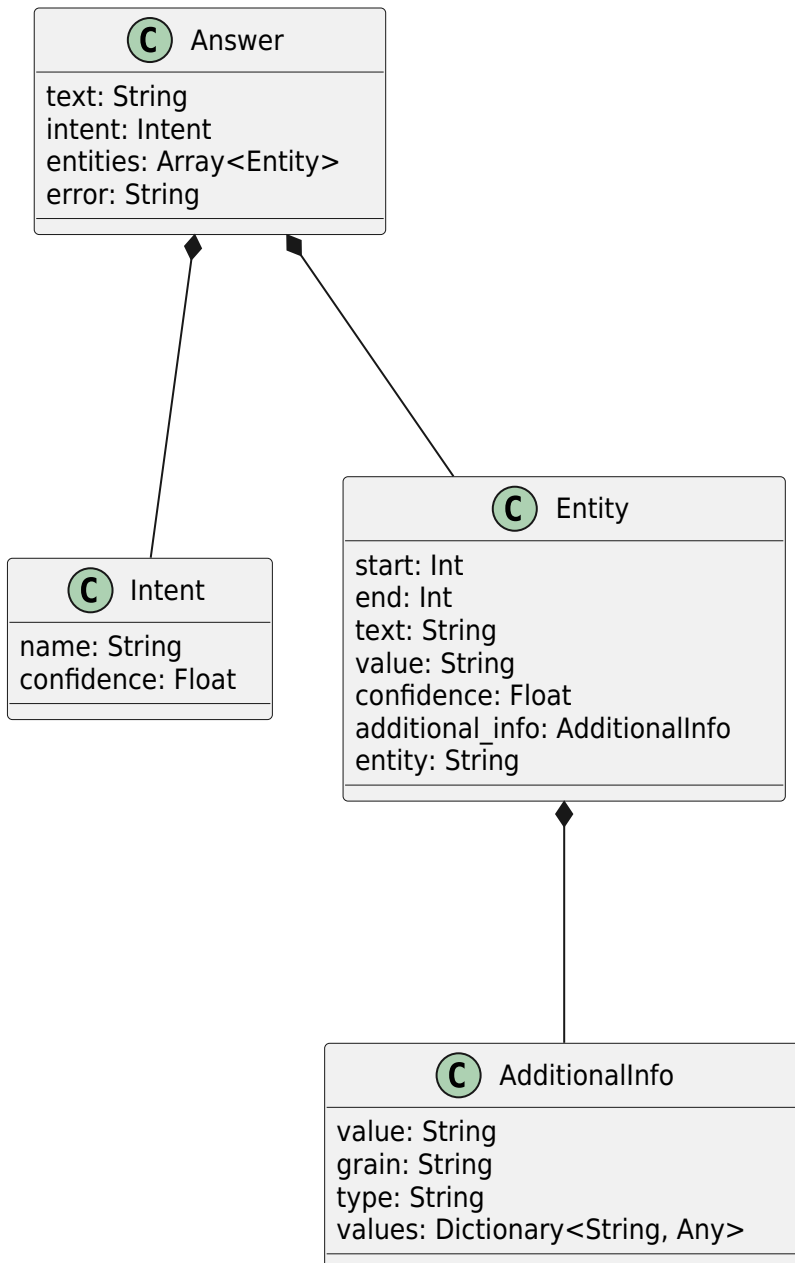 C Answer
text: String
intent: Intent
entities: Array<Entity>
error: String
C Intent
name: String
confidence: Float
C Entity
start: Int
end: Int
text: String
value: String
confidence: Float
additional_info: AdditionalInfo
entity: String
C AdditionalInfo
value: String
grain: String
type: String
values: Dictionary<String, Any>